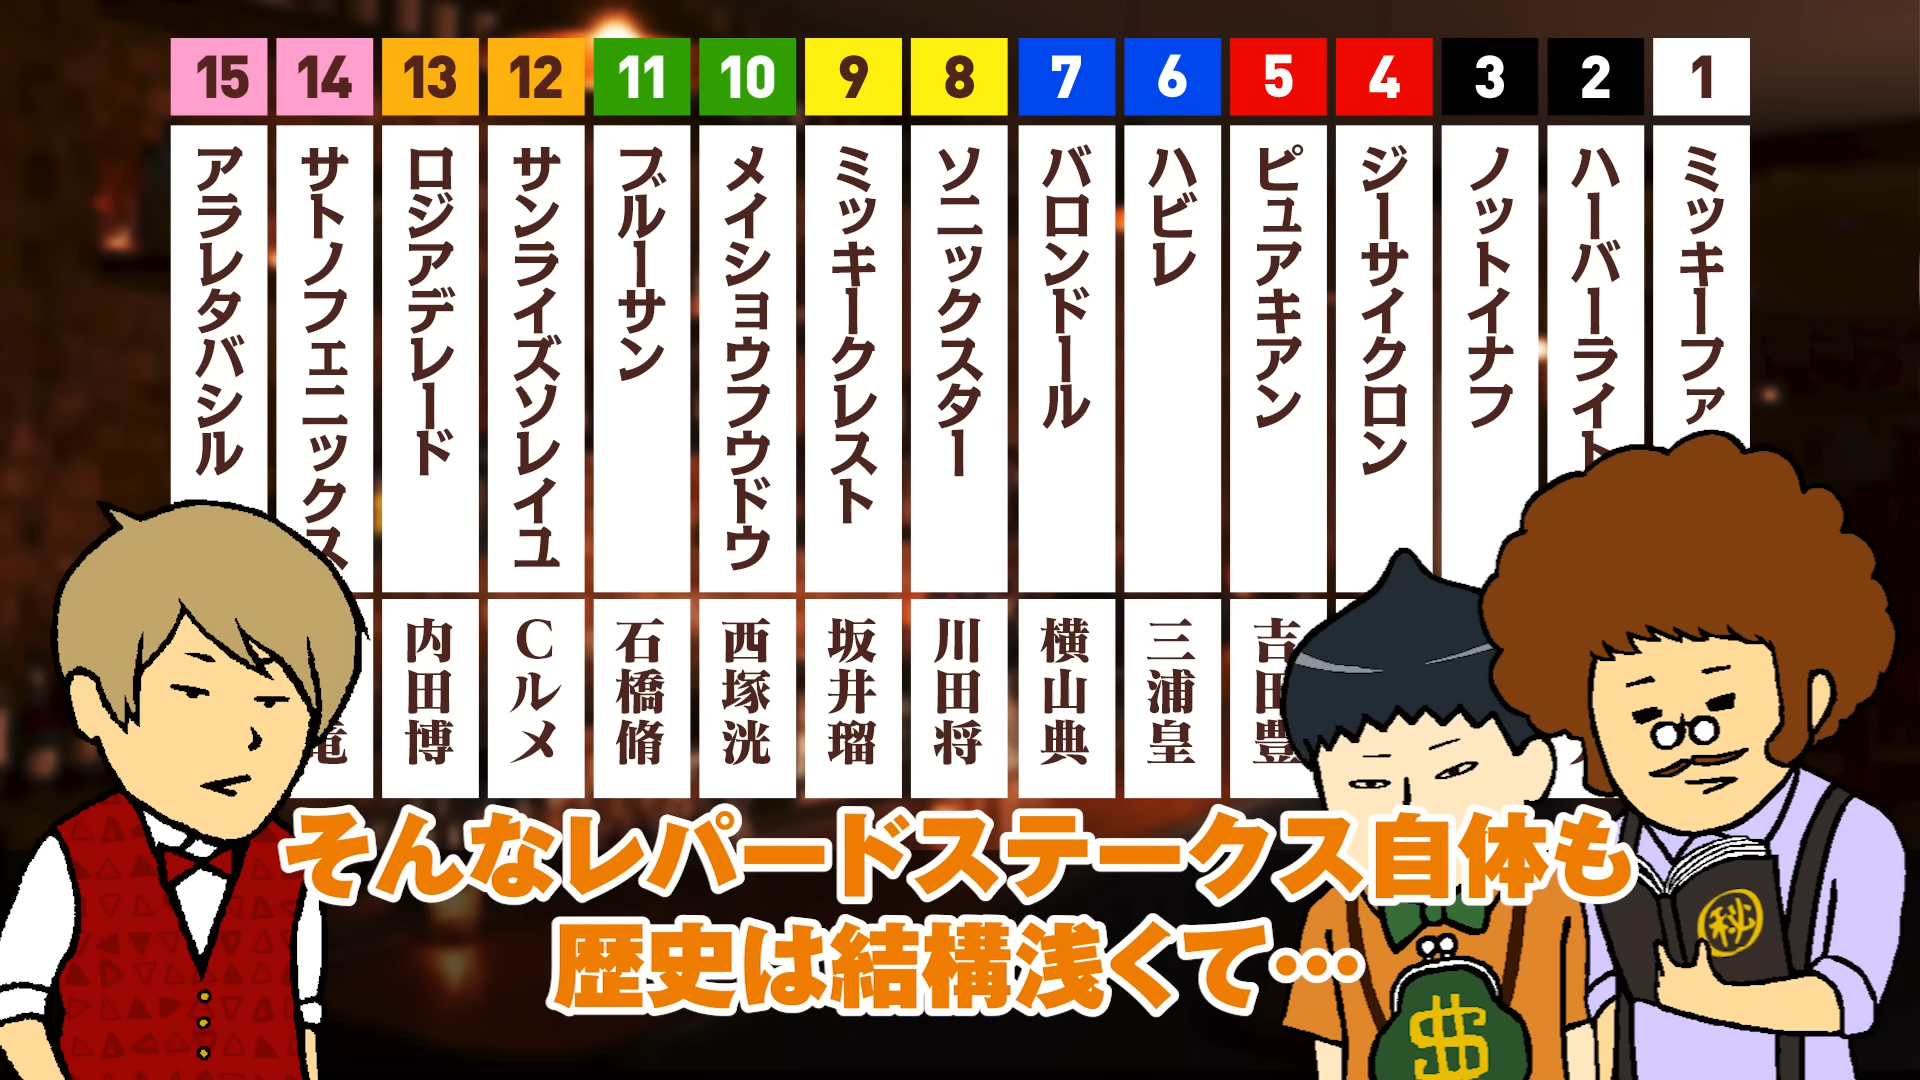 15 14 13 12 11 10 9 8 7 6 5 4 3 2 1
ミッキーファ
ハーバーライト
ノットイナフ
ジーサイクロン
ピュアキアン
吉田豊
ハビレ
三浦皇
バロンドール
横山典
ソニックスター
川田将
ミッキークレスト
坂井瑠
メイショウフウドウ
西塚洸
ブルーサン
石橋脩
サンライズソレイユ
Cルメ
ロジアデレード
内田博
サトノフェニックス
竜
アラレタバシル
そんなレパードステークス自体も
歴史は結構浅くて…
秘
$